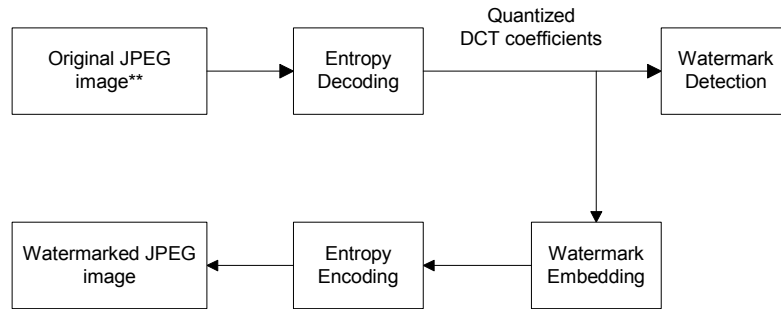 Quantized
DCT coefficients
Original JPEG
image**
Entropy
Decoding
Watermark
Detection
Watermarked JPEG
image
Entropy
Encoding
Watermark
Embedding